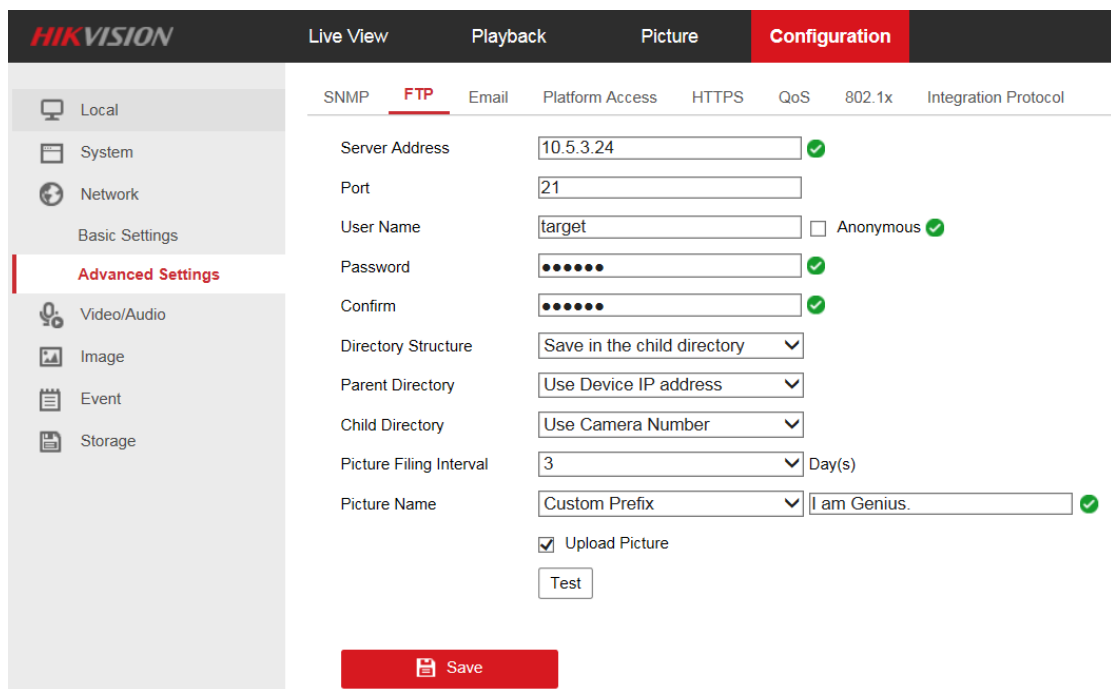 HIKVISION Live View Playback Picture Configuration
SNMP FTP Email Platform Access HTTPS QoS 802.1x Integration Protocol
Local
System
Network
Basic Settings
Advanced Settings
Video/Audio
Image
Event
Storage
Server Address 10.5.3.24
Port 21
User Name target Anonymous
Password ●●●●●●
Confirm ●●●●●●
Directory Structure Save in the child directory
Parent Directory Use Device IP address
Child Directory Use Camera Number
Picture Filing Interval 3 Day(s)
Picture Name Custom Prefix I am Genius.
Upload Picture
Test
Save